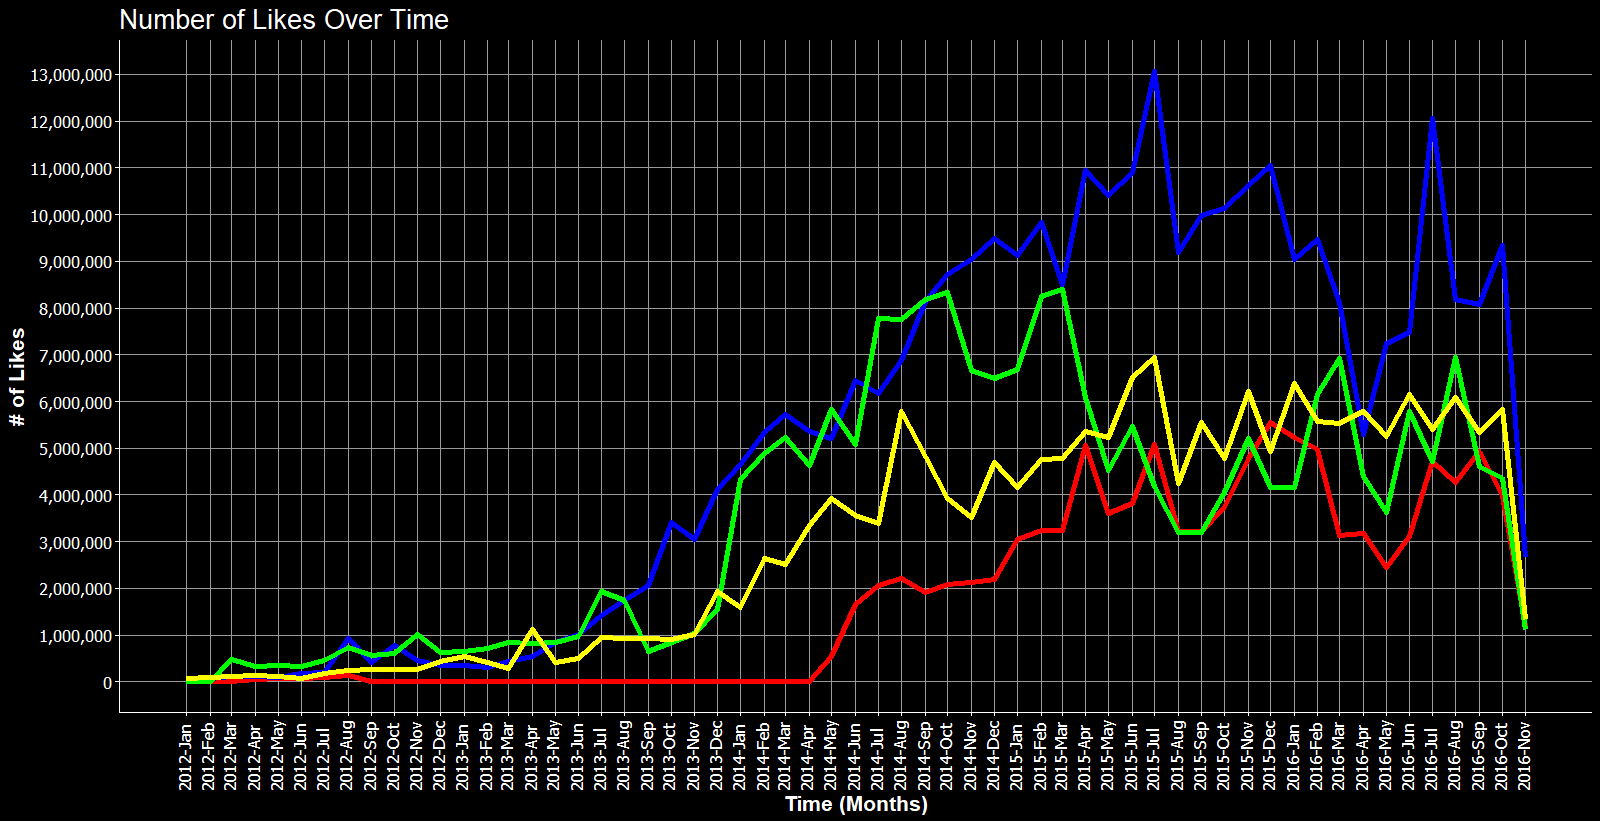 Number of Likes Over Time
# of Likes
13,000,000
12,000,000
11,000,000
10,000,000
9,000,000
8,000,000
7,000,000
6,000,000
5,000,000
4,000,000
3,000,000
2,000,000
1,000,000
0
2012-Jan
2012-Feb
2012-Mar
2012-Apr
2012-May
2012-Jun
2012-Jul
2012-Aug
2012-Sep
2012-Oct
2012-Nov
2012-Dec
2013-Jan
2013-Feb
2013-Mar
2013-Apr
2013-May
2013-Jun
2013-Jul
2013-Aug
2013-Sep
2013-Oct
2013-Nov
2013-Dec
2014-Jan
2014-Feb
2014-Mar
2014-Apr
2014-May
2014-Jun
2014-Jul
2014-Aug
2014-Sep
2014-Oct
2014-Nov
2014-Dec
2015-Jan
2015-Feb
2015-Mar
2015-Apr
2015-May
2015-Jun
2015-Jul
2015-Aug
2015-Sep
2015-Oct
2015-Nov
2015-Dec
2016-Jan
2016-Feb
2016-Mar
2016-Apr
2016-May
2016-Jun
2016-Jul
2016-Aug
2016-Sep
2016-Oct
2016-Nov
Time (Months)